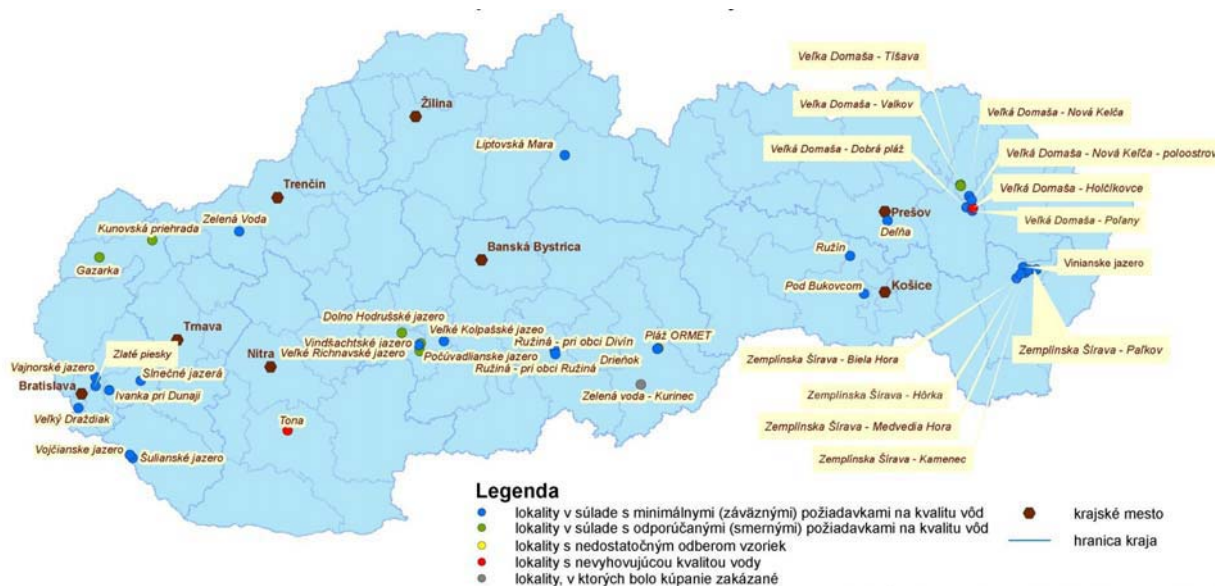 Žilina
Liptovská Mara
Trenčín
Zelená Voda
Kunovská priehrada
Gazarka
Banská Bystrica
Veľká Domaša - Tíšava
Veľka Domaša - Valkov
Veľká Domaša - Nová Kelča
Veľká Domaša - Dobrá pláž
Veľká Domaša - Nová Keľča - poloostrov
Veľká Domaša - Holčíkovce
Veľká Domaša - Poľany
Prešov
Delňa
Ružín
Vinianske jazero
Pod Bukovcom
Košice
Dolno Hodrušské jazero
Vindšachtské jazero
Veľké Kolpašské jazeo
Veľké Richnavské jazero
Počúvadlianske jazero
Ružiná - pri obci Divín
Ružiná - pri obci Ružiná
Pláž ORMET
Drieňok
Zelená voda - Kurinec
Trnava
Nitra
Zlaté piesky
Vajnorské jazero
Slnečné jazerá
Bratislava
Ivanka pri Dunaji
Veľký Draždiak
Tona
Vojčianske jazero
Šulianské jazero
Zemplínska Šírava - Biela Hora
Zemplínska Šírava - Paľkov
Zemplínska Šírava - Hôrka
Zemplínska Šírava - Medvedia Hora
Zemplínska Šírava - Kamenec
Legenda
lokality v súlade s minimálnymi (záväznými) požiadavkami na kvalitu vôd
lokality v súlade s odporúčanými (smernými) požiadavkami na kvalitu vôd
lokality s nedostatočným odberom vzoriek
lokality s nevyhovujúcou kvalitou vody
lokality, v ktorých bolo kúpanie zakázané
krajské mesto
hranica kraja